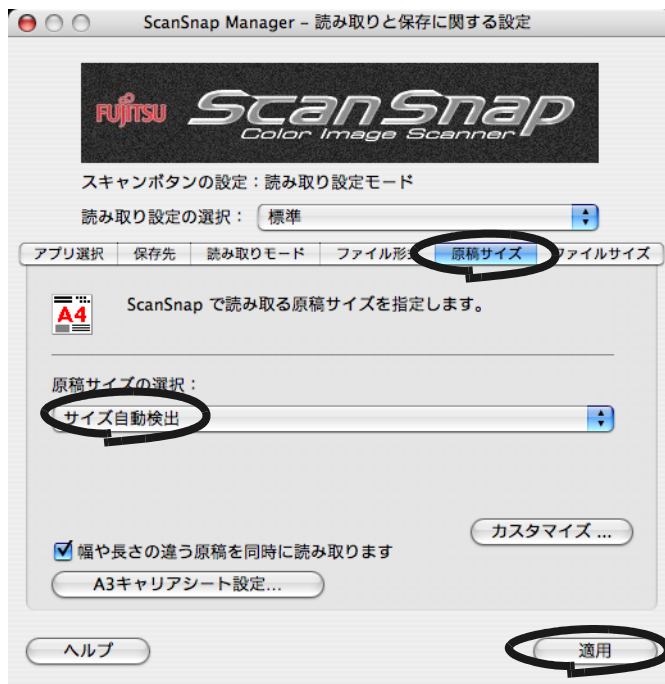 ScanSnap Manager – 読み取りと保存に関する設定
FUJITSU ScanSnap
Color Image Scanner
スキャンボタンの設定：読み取り設定モード
読み取り設定の選択： 標準
アプリ選択 保存先 読み取りモード ファイル形 原稿サイズ ファイルサイズ
A4 ScanSnap で読み取る原稿サイズを指定します。
原稿サイズの選択：
サイズ自動検出
カスタマイズ ...
幅や長さの違う原稿を同時に読み取ります
A3キャリアシート設定...
ヘルプ 適用